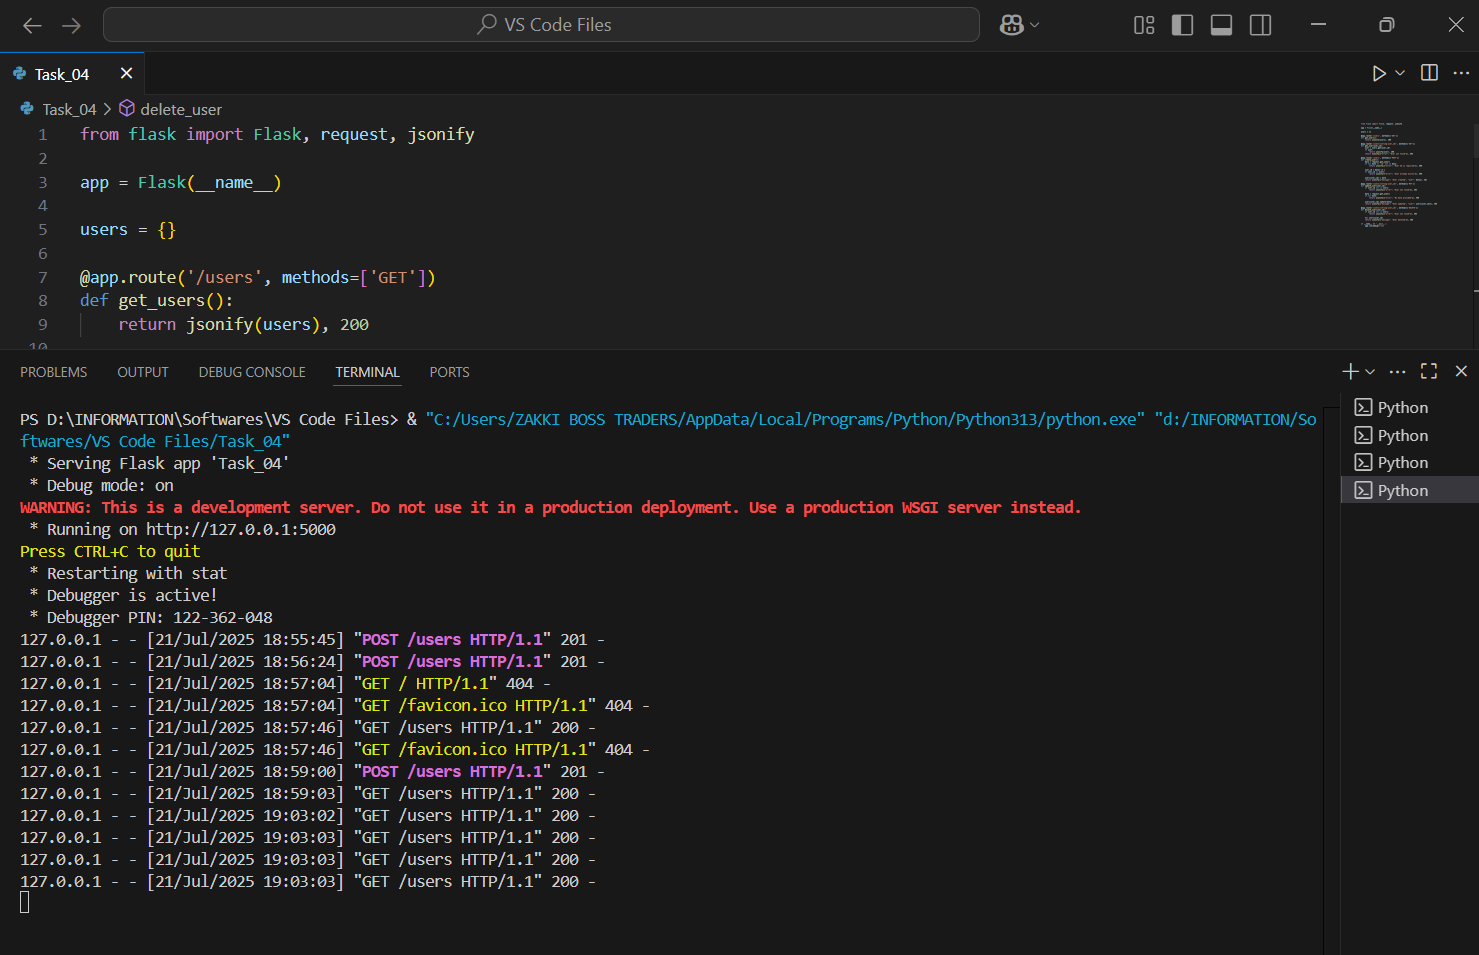 VS Code Files
Task_04
Task_04 > delete_user
1 from flask import Flask, request, jsonify
2
3 app = Flask(__name__)
4
5 users = {}
6
7 @app.route('/users', methods=['GET'])
8 def get_users():
9 return jsonify(users), 200
10
PROBLEMS OUTPUT DEBUG CONSOLE TERMINAL PORTS
PS D:\INFORMATION\Softwares\VS Code Files> & "C:/Users/ZAKKI BOSS TRADERS/AppData/Local/Programs/Python/Python313/python.exe" "d:/INFORMATION/So
ftwares/VS Code Files/Task_04"
* Serving Flask app 'Task_04'
* Debug mode: on
WARNING: This is a development server. Do not use it in a production deployment. Use a production WSGI server instead.
* Running on http://127.0.0.1:5000
Press CTRL+C to quit
* Restarting with stat
* Debugger is active!
* Debugger PIN: 122-362-048
127.0.0.1 - - [21/Jul/2025 18:55:45] "POST /users HTTP/1.1" 201 -
127.0.0.1 - - [21/Jul/2025 18:56:24] "POST /users HTTP/1.1" 201 -
127.0.0.1 - - [21/Jul/2025 18:57:04] "GET / HTTP/1.1" 404 -
127.0.0.1 - - [21/Jul/2025 18:57:04] "GET /favicon.ico HTTP/1.1" 404 -
127.0.0.1 - - [21/Jul/2025 18:57:46] "GET /users HTTP/1.1" 200 -
127.0.0.1 - - [21/Jul/2025 18:57:46] "GET /favicon.ico HTTP/1.1" 404 -
127.0.0.1 - - [21/Jul/2025 18:59:00] "POST /users HTTP/1.1" 201 -
127.0.0.1 - - [21/Jul/2025 18:59:03] "GET /users HTTP/1.1" 200 -
127.0.0.1 - - [21/Jul/2025 19:03:02] "GET /users HTTP/1.1" 200 -
127.0.0.1 - - [21/Jul/2025 19:03:03] "GET /users HTTP/1.1" 200 -
127.0.0.1 - - [21/Jul/2025 19:03:03] "GET /users HTTP/1.1" 200 -
127.0.0.1 - - [21/Jul/2025 19:03:03] "GET /users HTTP/1.1" 200 -
Python
Python
Python
Python